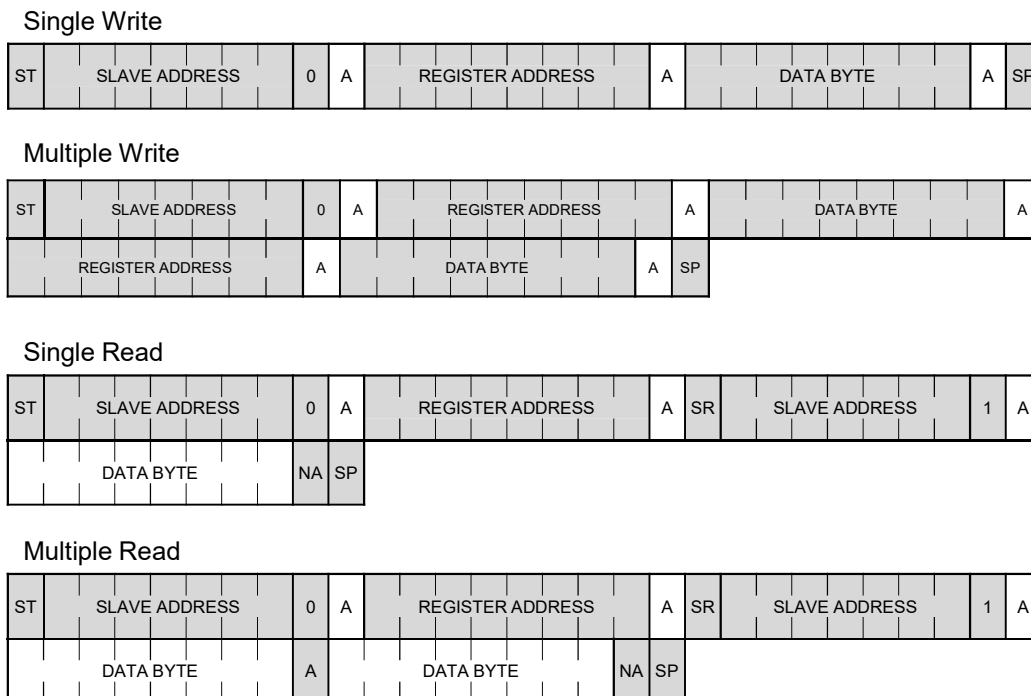 Single Write
ST SLAVE ADDRESS 0 A REGISTER ADDRESS A DATA BYTE A SP
Multiple Write
ST SLAVE ADDRESS 0 A REGISTER ADDRESS A DATA BYTE A
REGISTER ADDRESS A DATA BYTE A SP
Single Read
ST SLAVE ADDRESS 0 A REGISTER ADDRESS A SR SLAVE ADDRESS 1 A
DATA BYTE NA SP
Multiple Read
ST SLAVE ADDRESS 0 A REGISTER ADDRESS A SR SLAVE ADDRESS 1 A
DATA BYTE A DATA BYTE NA SP